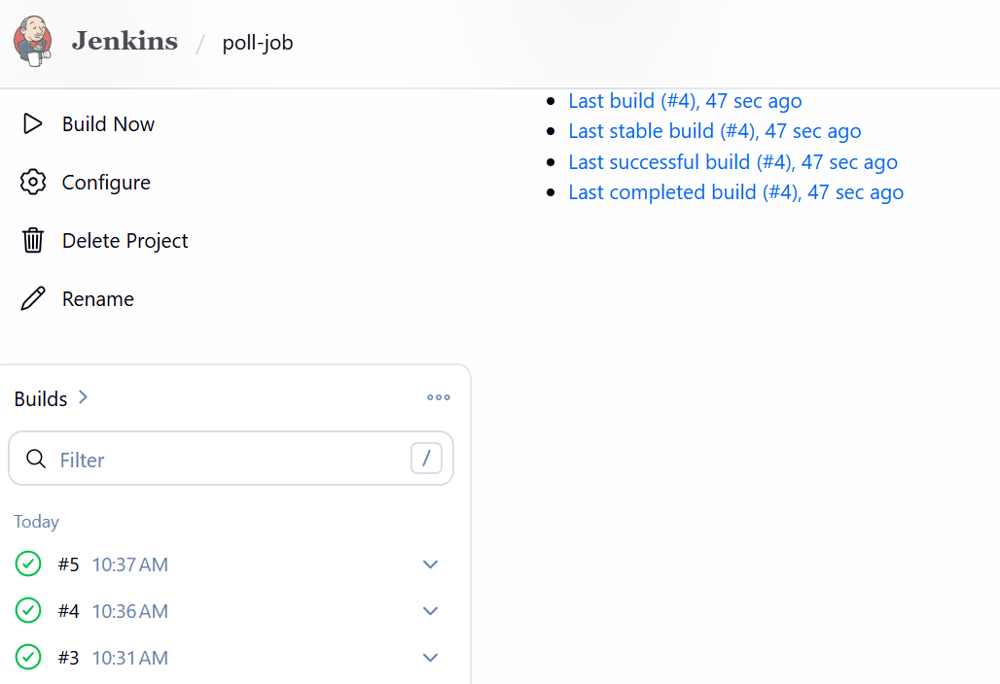 Jenkins / poll-job
Build Now
Configure
Delete Project
Rename
Last build (#4), 47 sec ago
Last stable build (#4), 47 sec ago
Last successful build (#4), 47 sec ago
Last completed build (#4), 47 sec ago
Builds
Filter /
Today
#5 10:37 AM
#4 10:36 AM
#3 10:31 AM